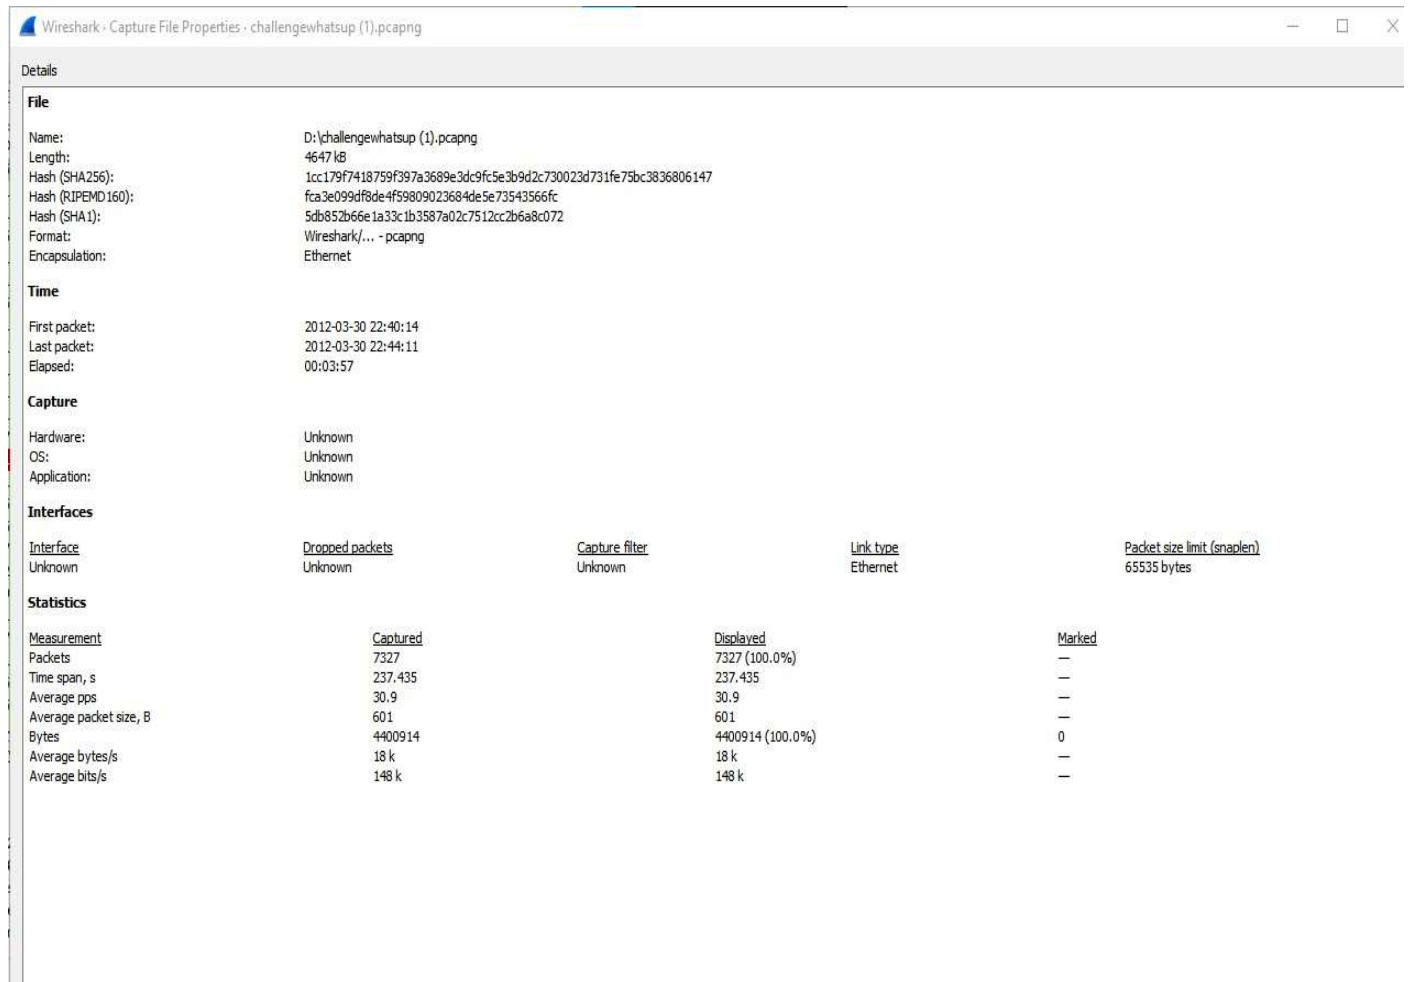 Wireshark · Capture File Properties · challengewhatsup (1).pcapng
Details
File
Name: D:\challengewhatsup (1).pcapng
Length: 4647 kB
Hash (SHA256): 1cc179f7418759f397a3689e3dc9fc5e3b9d2c730023d731fe75bc3836806147
Hash (RIPEMD160): fca3e099df8de4f59809023684de5e73543566fc
Hash (SHA1): 5db852b66e1a33c1b3587a02c7512cc2b6a8c072
Format: Wireshark/... - pcapng
Encapsulation: Ethernet
Time
First packet: 2012-03-30 22:40:14
Last packet: 2012-03-30 22:44:11
Elapsed: 00:03:57
Capture
Hardware: Unknown
OS: Unknown
Application: Unknown
Interfaces
Interface Dropped packets Capture filter Link type Packet size limit (snaplen)
Unknown Unknown Unknown Ethernet 65535 bytes
Statistics
Measurement Captured Displayed Marked
Packets 7327 7327 (100.0%) —
Time span, s 237.435 237.435 —
Average pps 30.9 30.9 —
Average packet size, B 601 601 —
Bytes 4400914 4400914 (100.0%) 0
Average bytes/s 18 k 18 k —
Average bits/s 148 k 148 k —